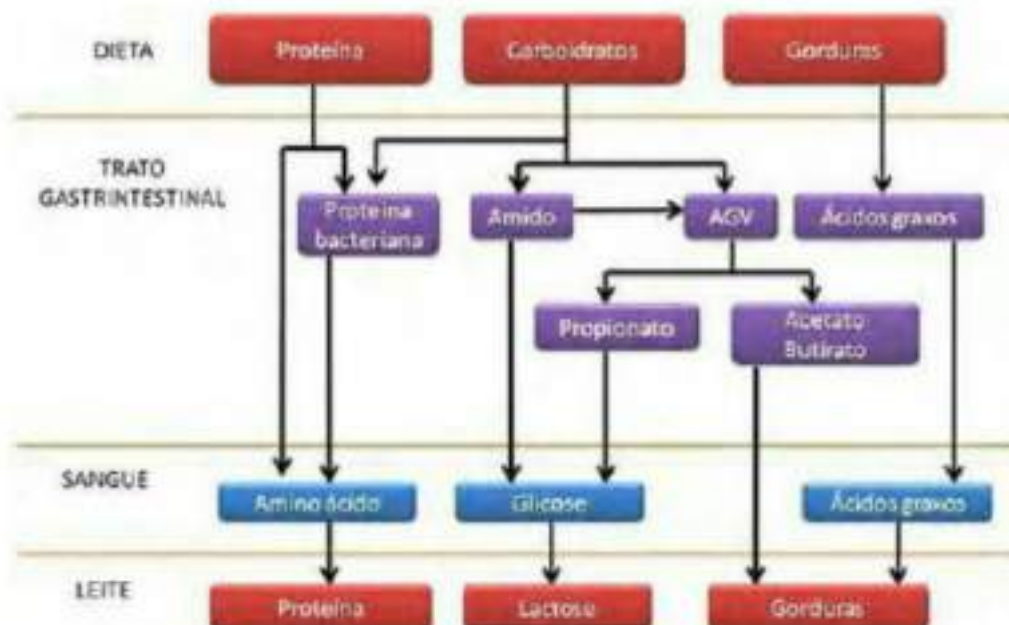 DIETA
Proteína
Carboidratos
Gorduras
TRATO
GASTRINTESTINAL
Proteína
bacteriana
Amido
AGV
Ácidos graxos
Propionato
Acetato
Butirato
SANGUE
Amino ácido
Glicose
Ácidos graxos
LEITE
Proteína
Lactose
Gorduras